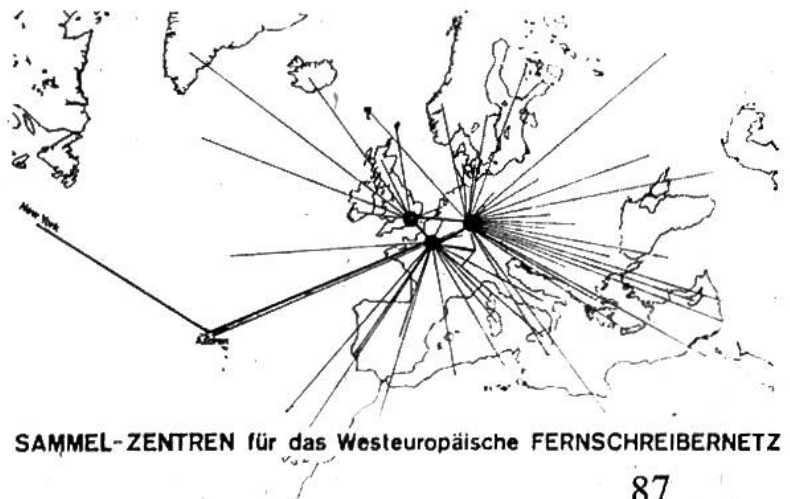 New York
Azoren
SAMMEL-ZENTREN für das Westeuropäische FERNSCHREIBERNETZ
87